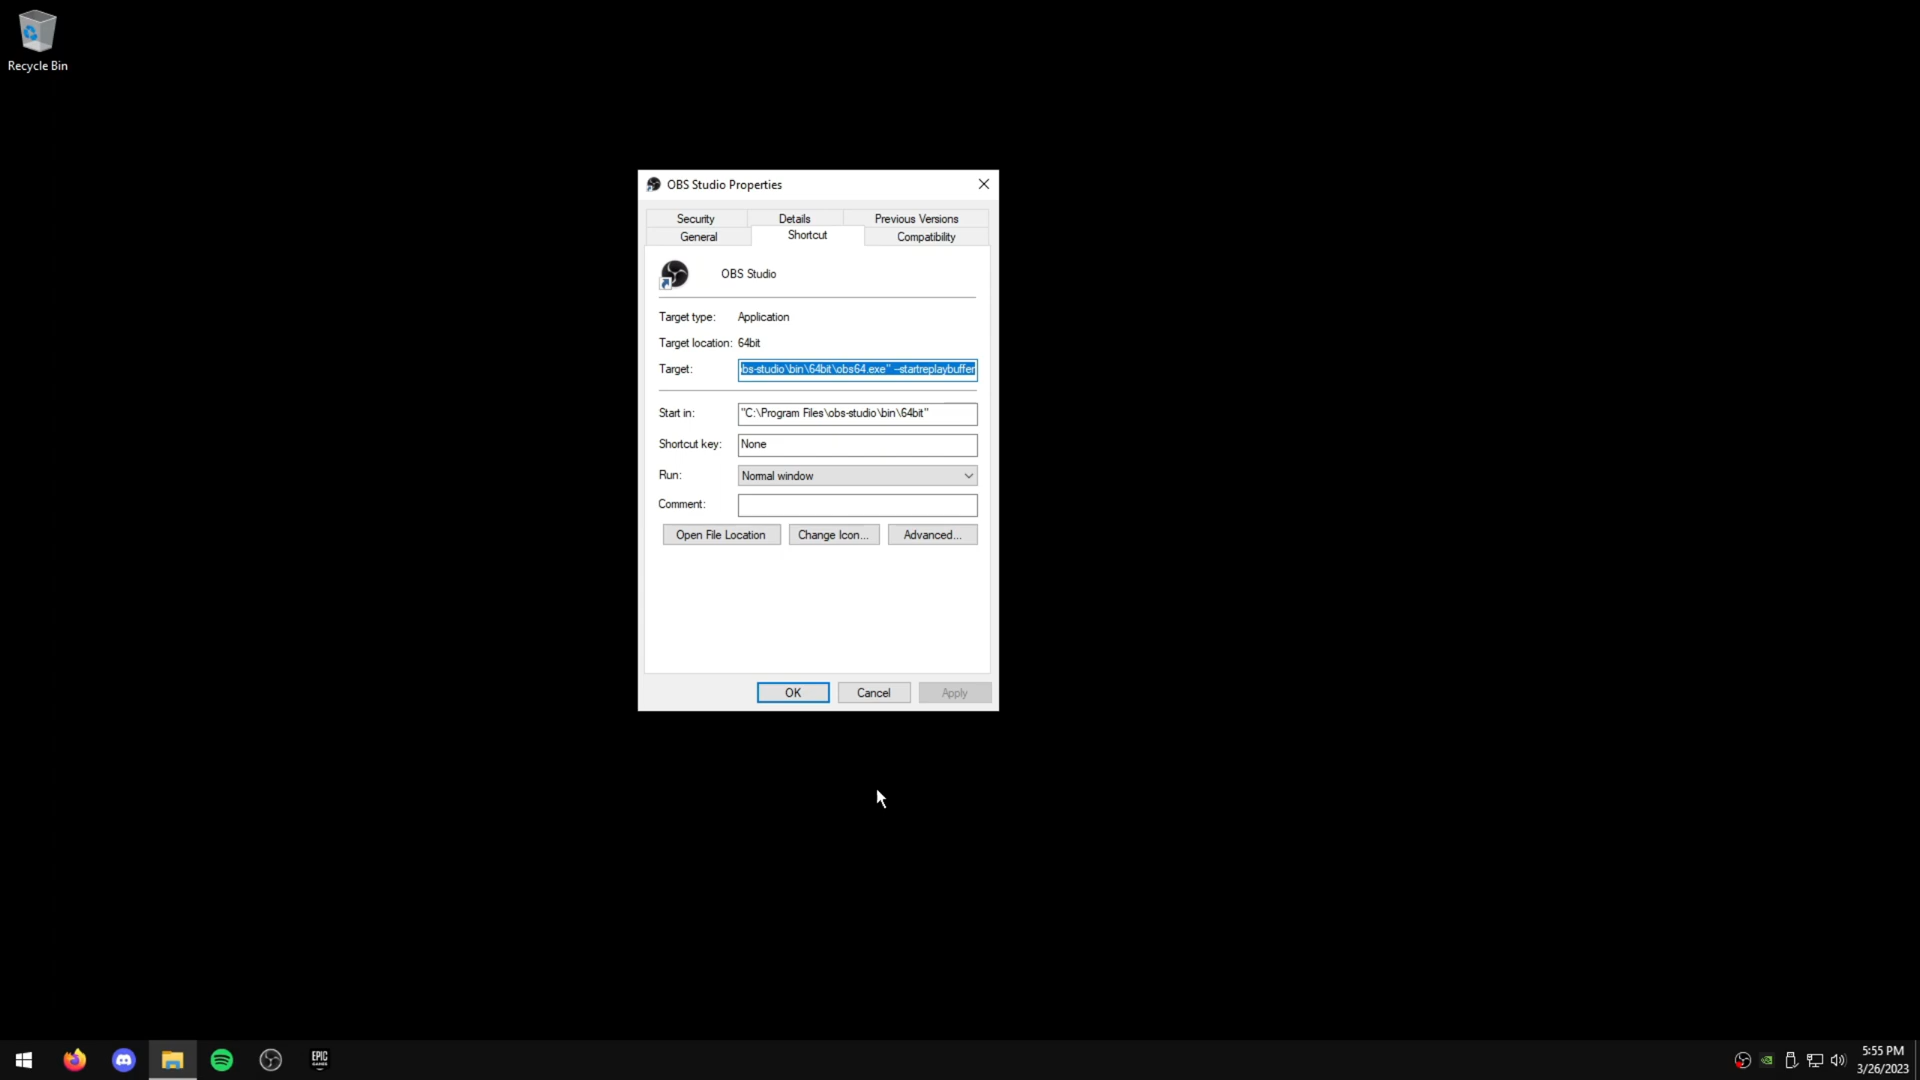 Recycle Bin
OBS Studio Properties
Security Details Previous Versions
General Shortcut Compatibility
OBS Studio
Target type: Application
Target location: 64bit
Target: bs-studio\bin\64bit\obs64.exe" --startreplaybuffer
Start in: "C:\Program Files\obs-studio\bin\64bit"
Shortcut key: None
Run: Normal window
Comment:
Open File Location Change Icon... Advanced...
OK Cancel Apply
EPIC
GAMES
5:55 PM
3/26/2023